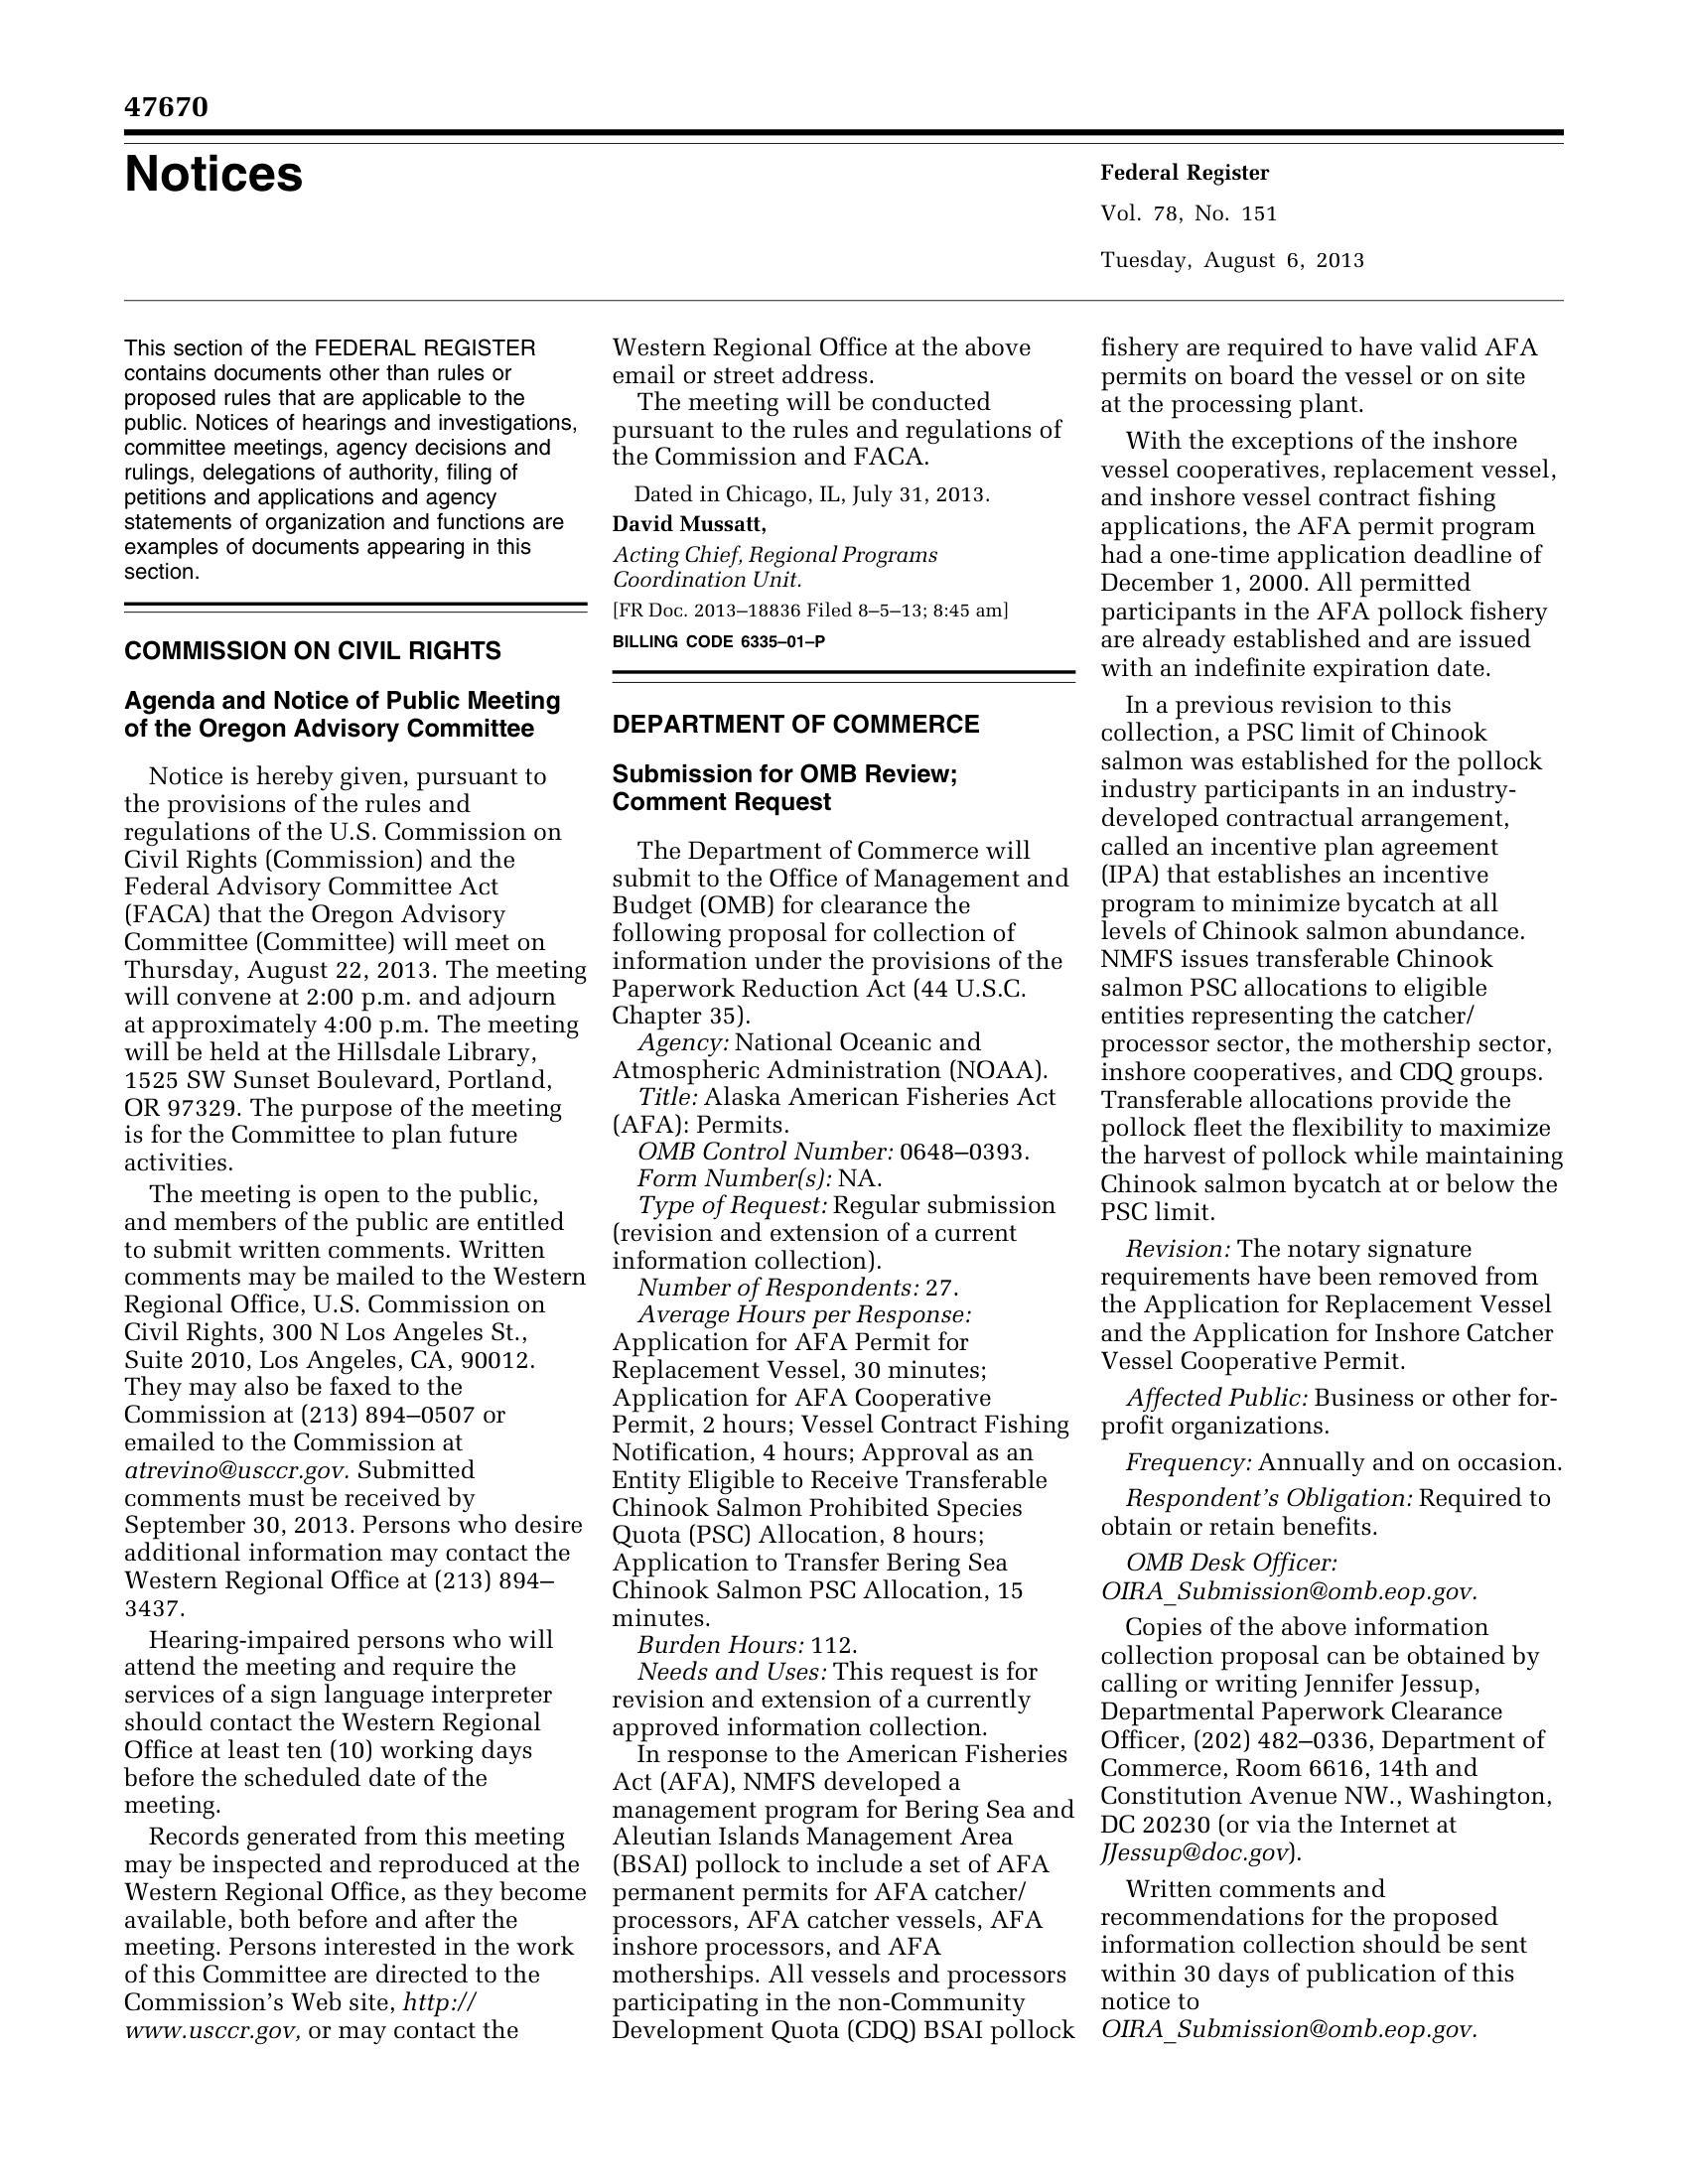 47670
Notices
Federal Register
Vol. 78, No. 151
Tuesday, August 6, 2013
This section of the FEDERAL REGISTER
contains documents other than rules or
proposed rules that are applicable to the
public. Notices of hearings and investigations,
committee meetings, agency decisions and
rulings, delegations of authority, filing of
petitions and applications and agency
statements of organization and functions are
examples of documents appearing in this
section.
COMMISSION ON CIVIL RIGHTS
Agenda and Notice of Public Meeting
of the Oregon Advisory Committee
Notice is hereby given, pursuant to
the provisions of the rules and
regulations of the U.S. Commission on
Civil Rights (Commission) and the
Federal Advisory Committee Act
(FACA) that the Oregon Advisory
Committee (Committee) will meet on
Thursday, August 22, 2013. The meeting
will convene at 2:00 p.m. and adjourn
at approximately 4:00 p.m. The meeting
will be held at the Hillsdale Library,
1525 SW Sunset Boulevard, Portland,
OR 97329. The purpose of the meeting
is for the Committee to plan future
activities.
The meeting is open to the public,
and members of the public are entitled
to submit written comments. Written
comments may be mailed to the Western
Regional Office, U.S. Commission on
Civil Rights, 300 N Los Angeles St.,
Suite 2010, Los Angeles, CA, 90012.
They may also be faxed to the
Commission at (213) 894–0507 or
emailed to the Commission at
atrevino@usccr.gov. Submitted
comments must be received by
September 30, 2013. Persons who desire
additional information may contact the
Western Regional Office at (213) 894–
3437.
Hearing-impaired persons who will
attend the meeting and require the
services of a sign language interpreter
should contact the Western Regional
Office at least ten (10) working days
before the scheduled date of the
meeting.
Records generated from this meeting
may be inspected and reproduced at the
Western Regional Office, as they become
available, both before and after the
meeting. Persons interested in the work
of this Committee are directed to the
Commission's Web site, http://
www.usccr.gov, or may contact the
Western Regional Office at the above
email or street address.
The meeting will be conducted
pursuant to the rules and regulations of
the Commission and FACA.
Dated in Chicago, IL, July 31, 2013.
David Mussatt,
Acting Chief, Regional Programs
Coordination Unit.
[FR Doc. 2013–18836 Filed 8–5–13; 8:45 am]
BILLING CODE 6335–01–P
DEPARTMENT OF COMMERCE
Submission for OMB Review;
Comment Request
The Department of Commerce will
submit to the Office of Management and
Budget (OMB) for clearance the
following proposal for collection of
information under the provisions of the
Paperwork Reduction Act (44 U.S.C.
Chapter 35).
Agency: National Oceanic and
Atmospheric Administration (NOAA).
Title: Alaska American Fisheries Act
(AFA): Permits.
OMB Control Number: 0648–0393.
Form Number(s): NA.
Type of Request: Regular submission
(revision and extension of a current
information collection).
Number of Respondents: 27.
Average Hours per Response:
Application for AFA Permit for
Replacement Vessel, 30 minutes;
Application for AFA Cooperative
Permit, 2 hours; Vessel Contract Fishing
Notification, 4 hours; Approval as an
Entity Eligible to Receive Transferable
Chinook Salmon Prohibited Species
Quota (PSC) Allocation, 8 hours;
Application to Transfer Bering Sea
Chinook Salmon PSC Allocation, 15
minutes.
Burden Hours: 112.
Needs and Uses: This request is for
revision and extension of a currently
approved information collection.
In response to the American Fisheries
Act (AFA), NMFS developed a
management program for Bering Sea and
Aleutian Islands Management Area
(BSAI) pollock to include a set of AFA
permanent permits for AFA catcher/
processors, AFA catcher vessels, AFA
inshore processors, and AFA
motherships. All vessels and processors
participating in the non-Community
Development Quota (CDQ) BSAI pollock
fishery are required to have valid AFA
permits on board the vessel or on site
at the processing plant.
With the exceptions of the inshore
vessel cooperatives, replacement vessel,
and inshore vessel contract fishing
applications, the AFA permit program
had a one-time application deadline of
December 1, 2000. All permitted
participants in the AFA pollock fishery
are already established and are issued
with an indefinite expiration date.
In a previous revision to this
collection, a PSC limit of Chinook
salmon was established for the pollock
industry participants in an industry-
developed contractual arrangement,
called an incentive plan agreement
(IPA) that establishes an incentive
program to minimize bycatch at all
levels of Chinook salmon abundance.
NMFS issues transferable Chinook
salmon PSC allocations to eligible
entities representing the catcher/
processor sector, the mothership sector,
inshore cooperatives, and CDQ groups.
Transferable allocations provide the
pollock fleet the flexibility to maximize
the harvest of pollock while maintaining
Chinook salmon bycatch at or below the
PSC limit.
Revision: The notary signature
requirements have been removed from
the Application for Replacement Vessel
and the Application for Inshore Catcher
Vessel Cooperative Permit.
Affected Public: Business or other for-
profit organizations.
Frequency: Annually and on occasion.
Respondent's Obligation: Required to
obtain or retain benefits.
OMB Desk Officer:
OIRA_Submission@omb.eop.gov.
Copies of the above information
collection proposal can be obtained by
calling or writing Jennifer Jessup,
Departmental Paperwork Clearance
Officer, (202) 482–0336, Department of
Commerce, Room 6616, 14th and
Constitution Avenue NW., Washington,
DC 20230 (or via the Internet at
JJessup@doc.gov).
Written comments and
recommendations for the proposed
information collection should be sent
within 30 days of publication of this
notice to
OIRA_Submission@omb.eop.gov.